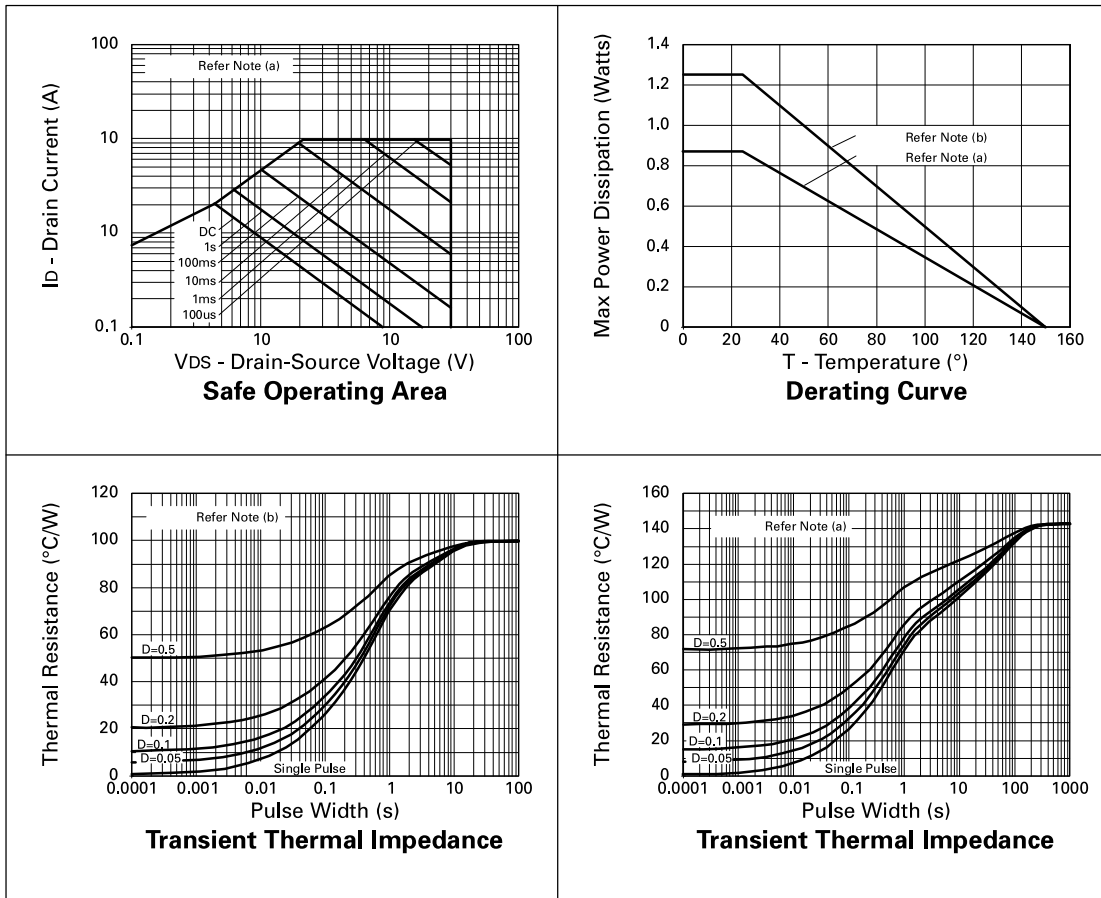 100
Refer Note (a)
10
10
0.1
DC
1s
100ms
10ms
1ms
100us
0.1
10
10
100
ID - Drain Current (A)
VDS - Drain-Source Voltage (V)
Safe Operating Area
1.4
1.2
1.0
0.8
0.6
0.4
0.2
0
Refer Note (b)
Refer Note (a)
0
20
40
60
80
100
120
140
160
Max Power Dissipation (Watts)
T - Temperature (°)
Derating Curve
120
100
80
60
40
20
0
Refer Note (b)
D=0.5
D=0.2
D=0.1
D=0.05
Single Pulse
0.0001
0.001
0.01
0.1
1
10
100
Thermal Resistance (°C/W)
Pulse Width (s)
Transient Thermal Impedance
160
140
120
100
80
60
40
20
0
Refer Note (a)
D=0.5
D=0.2
D=0.1
D=0.05
Single Pulse
0.0001
0.001
0.01
0.1
1
10
100
1000
Thermal Resistance (°C/W)
Pulse Width (s)
Transient Thermal Impedance